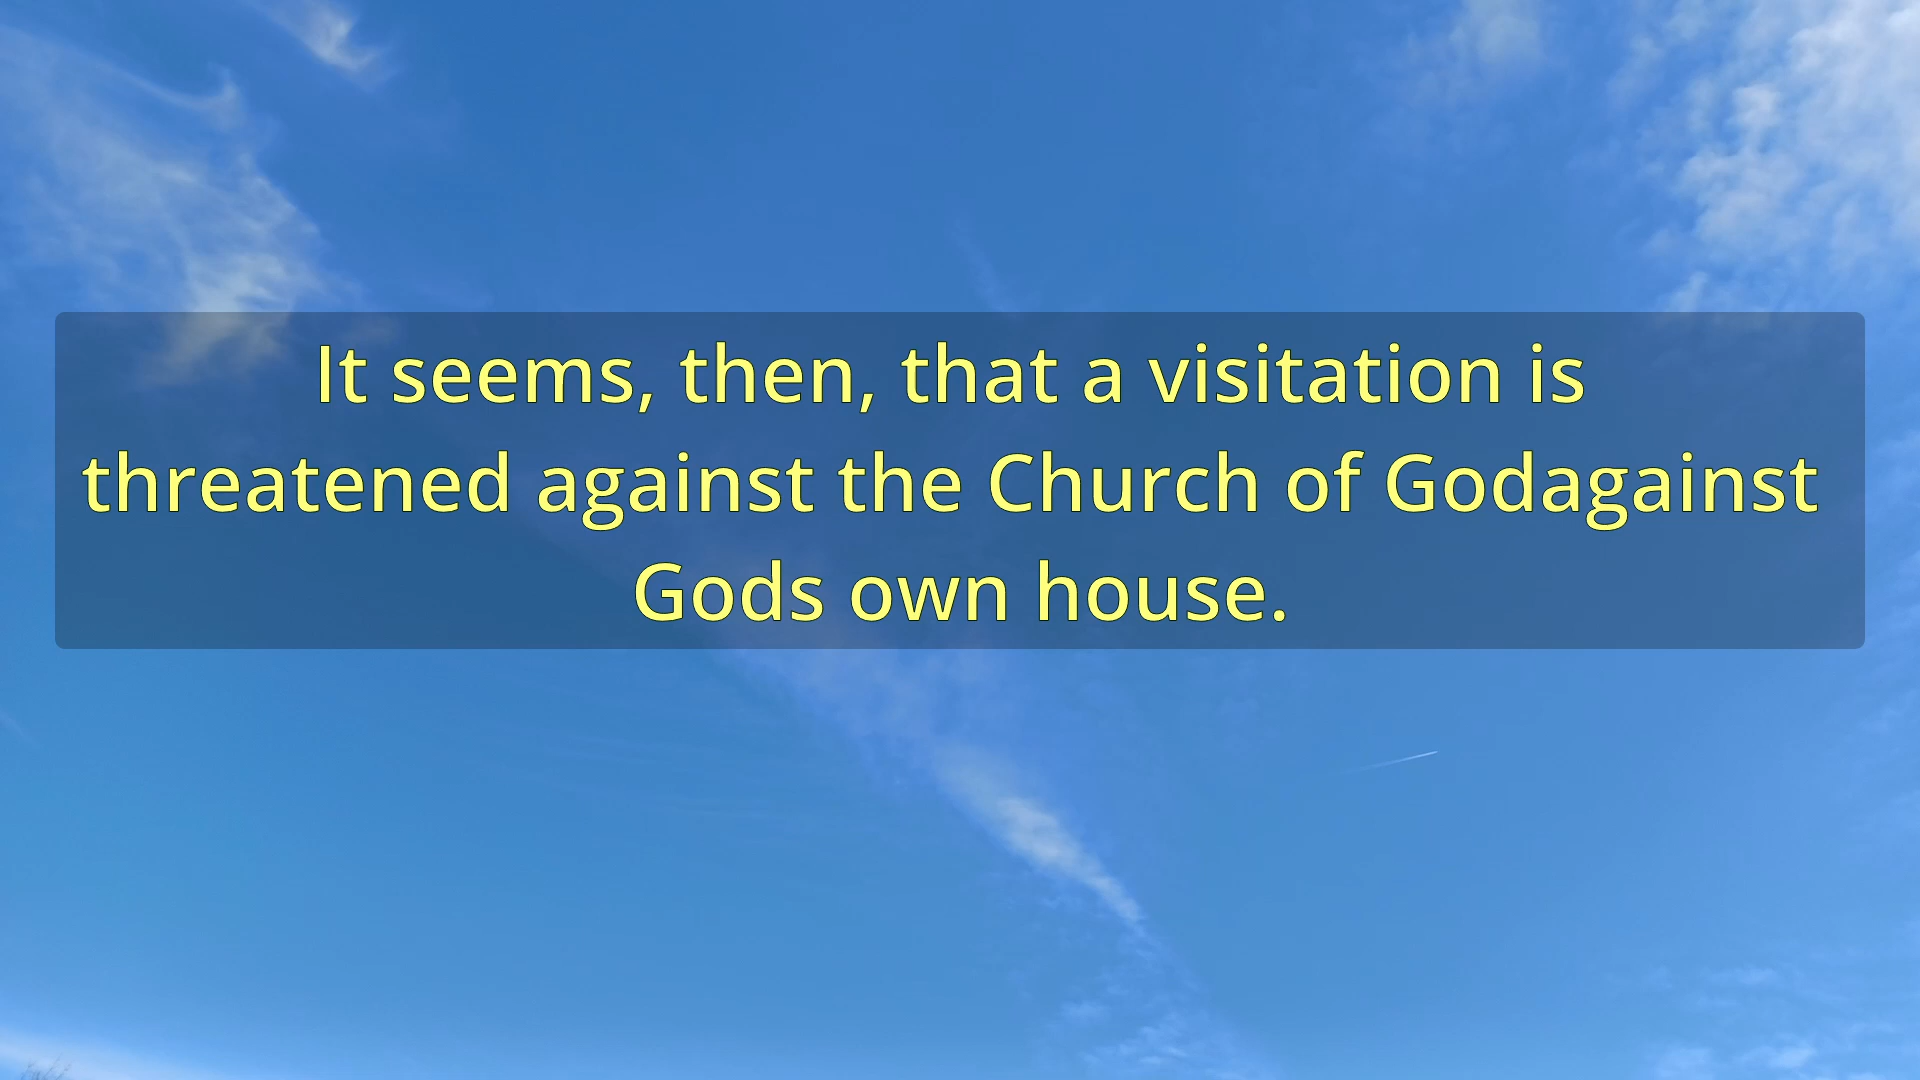 It seems, then, that a visitation is
threatened against the Church of Godagainst
Gods own house.